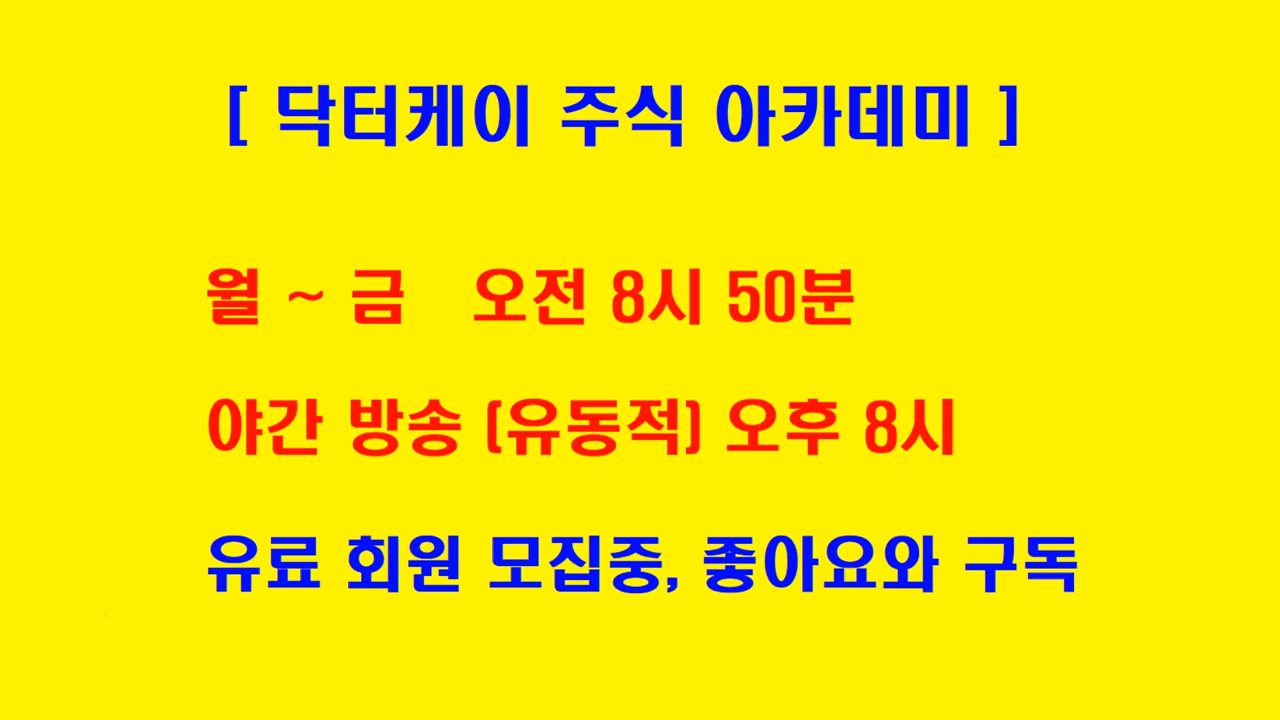 [ 닥터케이 주식 아카데미 ]
월 ~ 금 오전 8시 50분
야간 방송 (유동적) 오후 8시
유료 회원 모집중, 좋아요와 구독